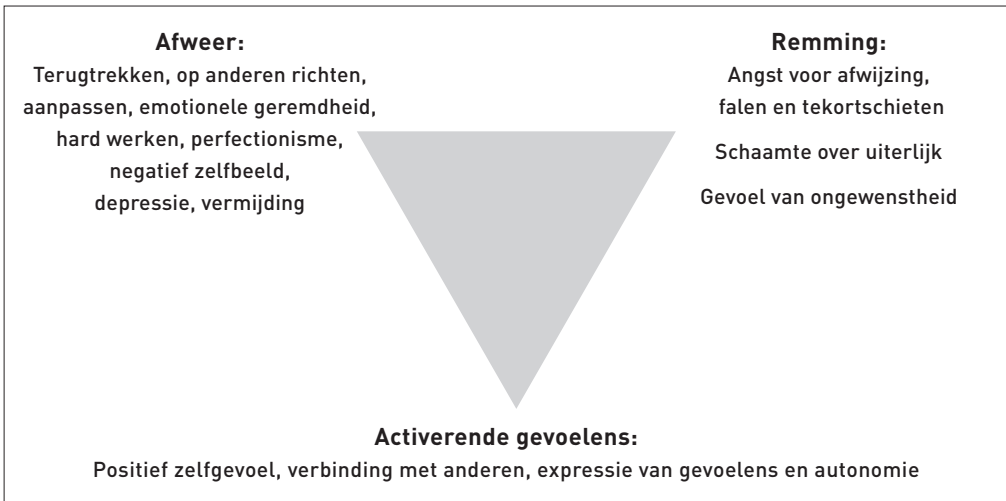 Afweer:
Terugtrekken, op anderen richten,
aanpassen, emotionele geremdheid,
hard werken, perfectionisme,
negatief zelfbeeld,
depressie, vermijding
Remming:
Angst voor afwijzing,
falen en tekortschieten
Schaamte over uiterlijk
Gevoel van ongewenstheid
Activerende gevoelens:
Positief zelfgevoel, verbinding met anderen, expressie van gevoelens en autonomie